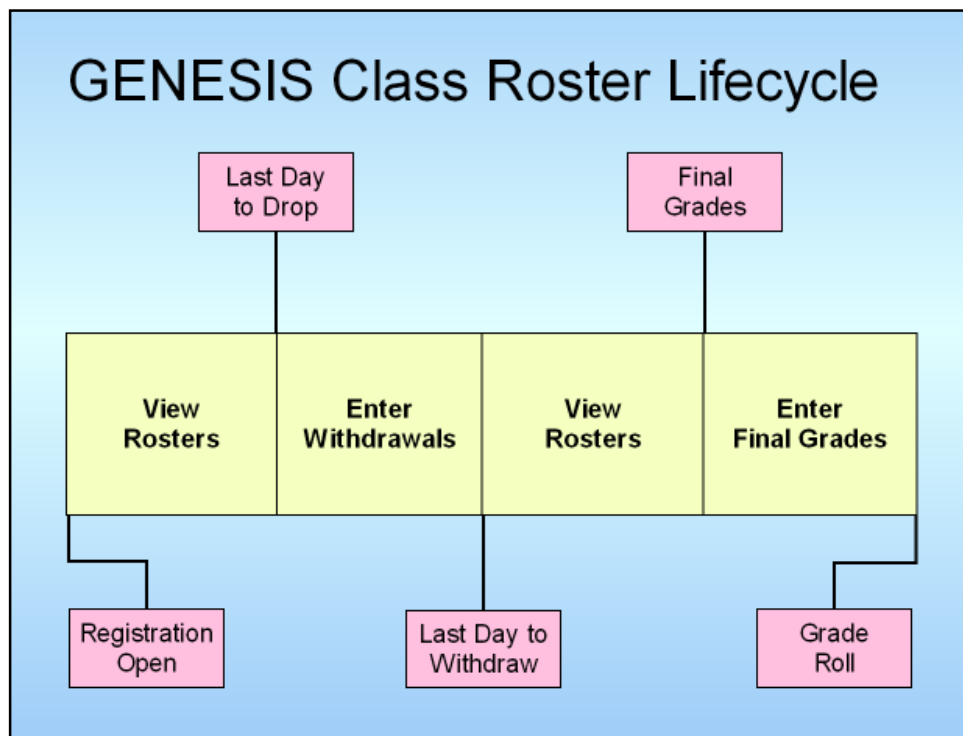 GENESIS Class Roster Lifecycle
Last Day
to Drop
Final
Grades
View
Rosters
Enter
Withdrawals
View
Rosters
Enter
Final Grades
Registration
Open
Last Day to
Withdraw
Grade
Roll